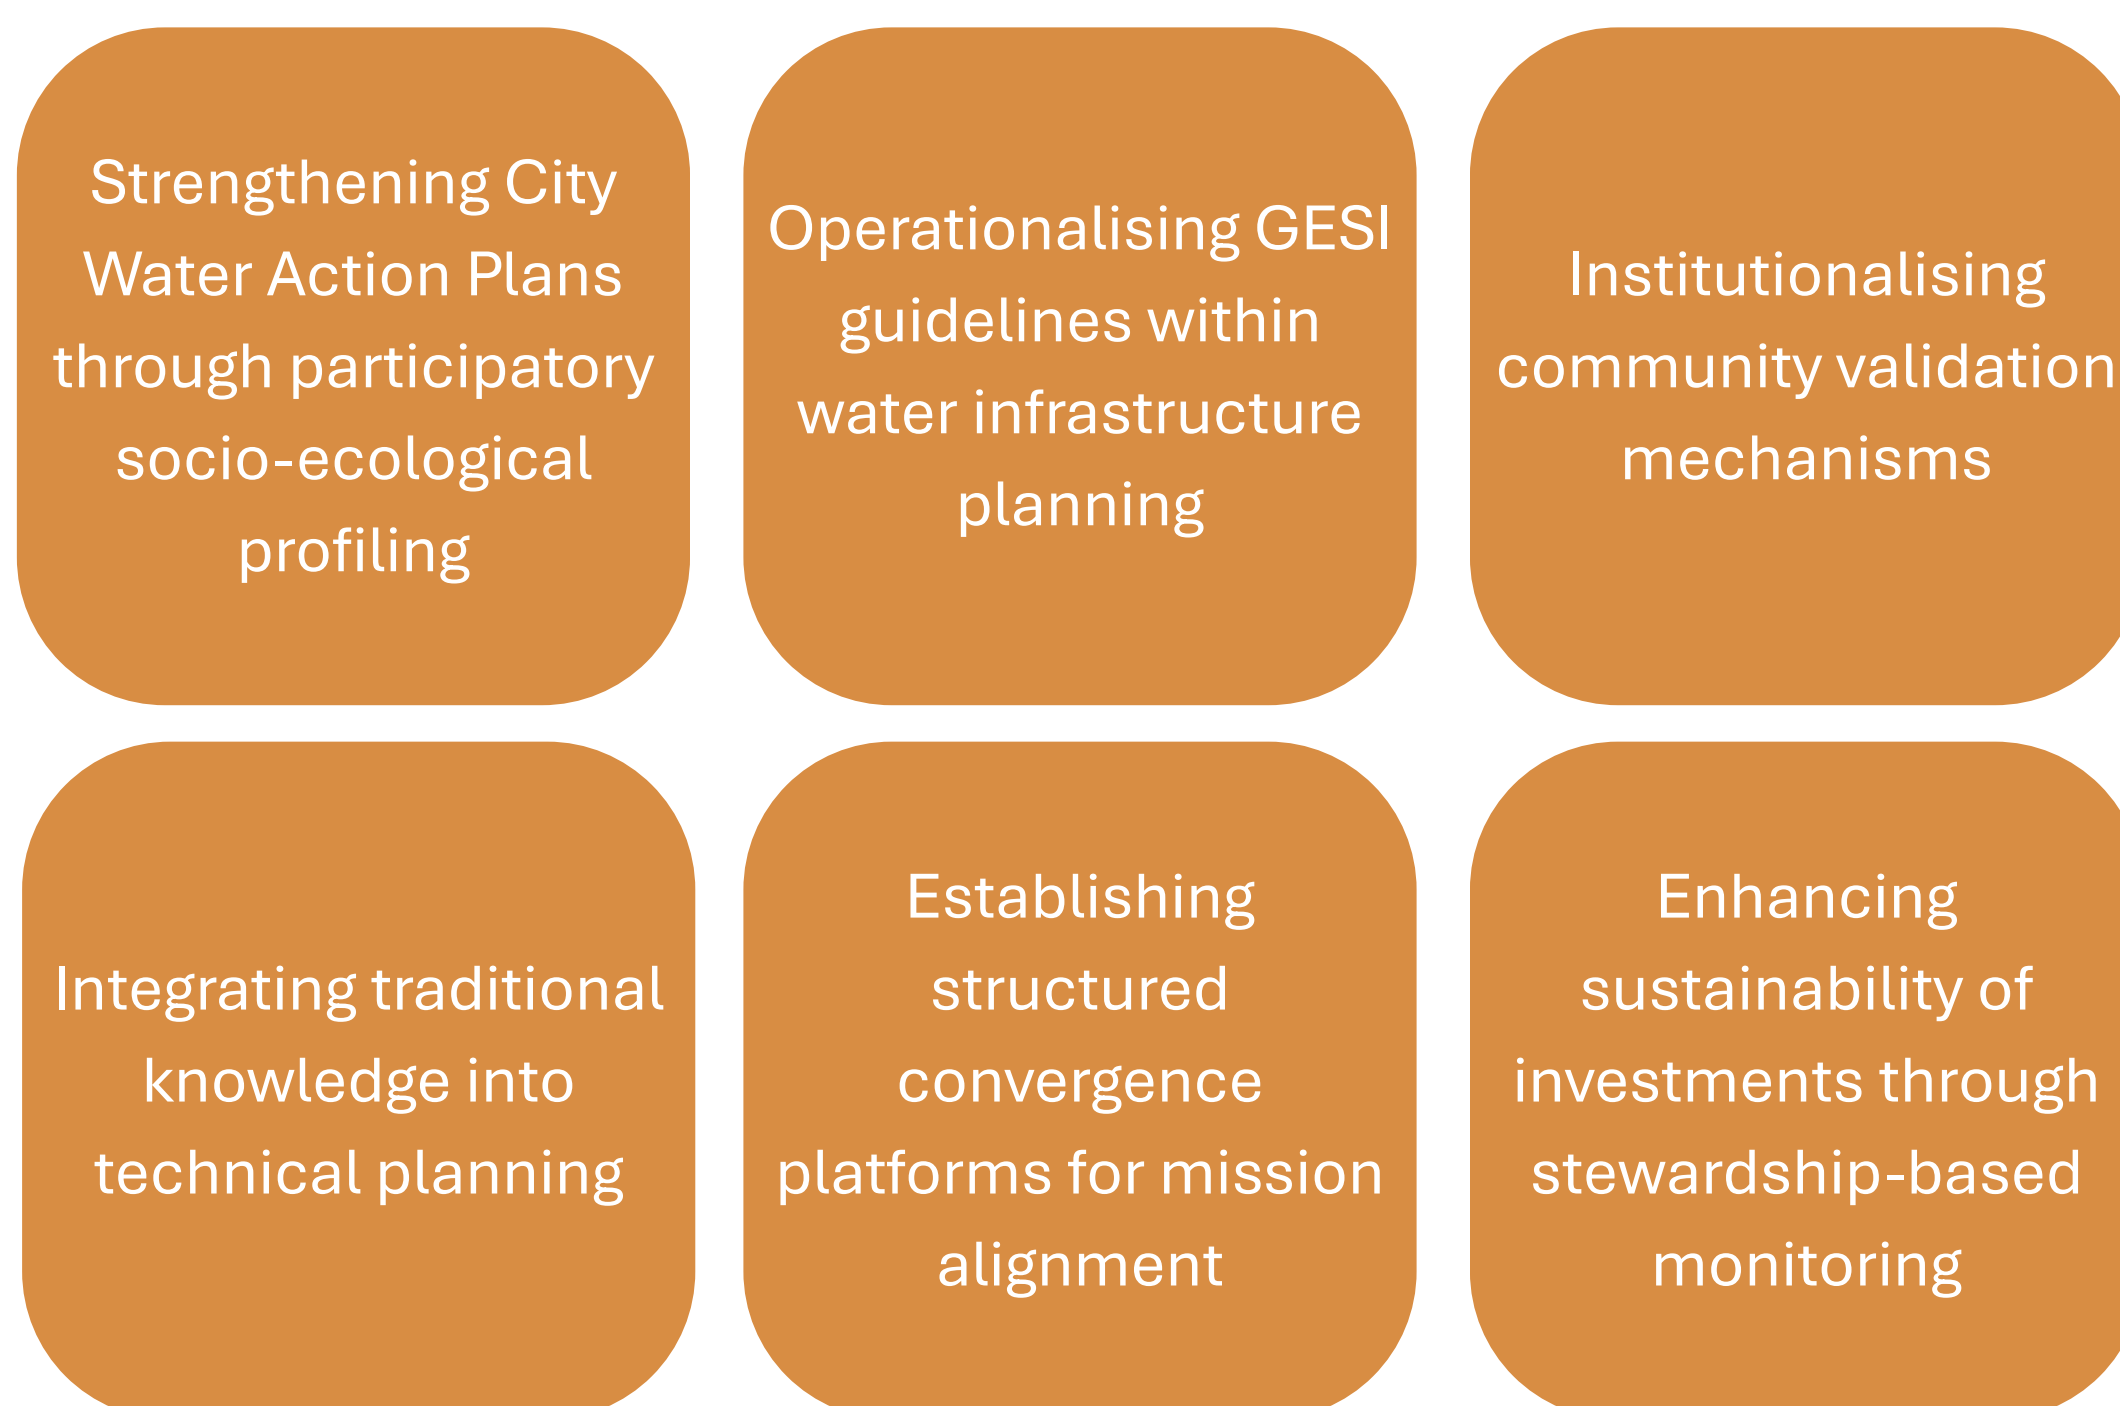 Strengthening City
Water Action Plans
through participatory
socio-ecological
profiling
Operationalising GESI
guidelines within
water infrastructure
planning
Institutionalising
community validation
mechanisms
Integrating traditional
knowledge into
technical planning
Establishing
structured
convergence
platforms for mission
alignment
Enhancing
sustainability of
investments through
stewardship-based
monitoring